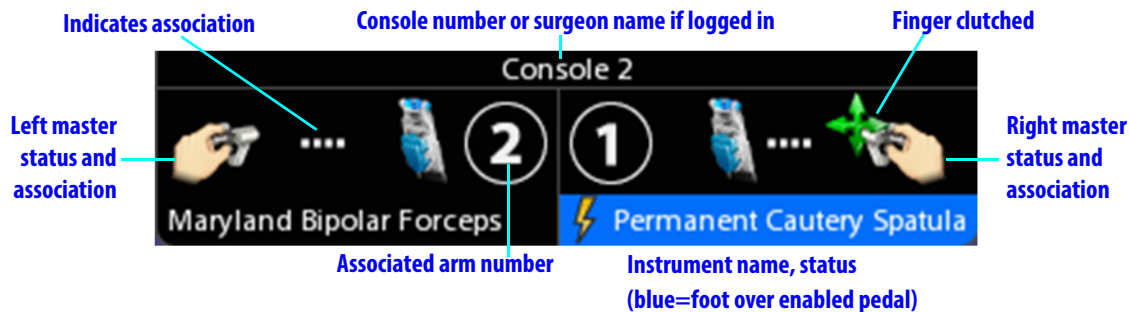 Indicates association
Console number or surgeon name if logged in
Finger clutched
Console 2
Left master
status and
association
2
1
Right master
status and
association
Maryland Bipolar Forceps
Permanent Cautery Spatula
Associated arm number
Instrument name, status
(blue=foot over enabled pedal)